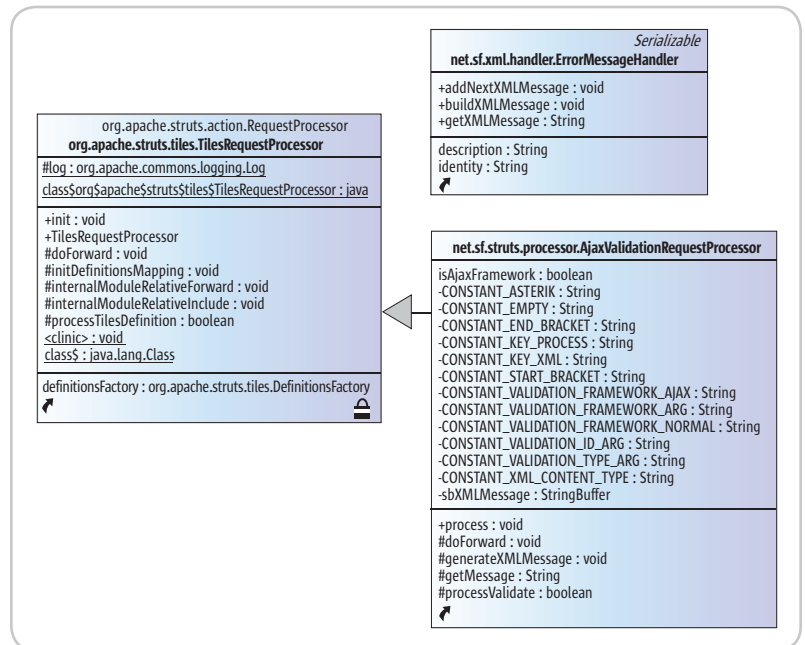 Serializable
net.sf.xml.handler.ErrorMessageHandler
+addNextXMLMessage : void
+buildXMLMessage : void
+getXMLMessage : String
description : String
identity : String
org.apache.struts.action.RequestProcessor
org.apache.struts.tiles.TilesRequestProcessor
#log : org.apache.commons.logging.Log
class$org$apache$struts$tiles$TilesRequestProcessor : java
+init : void
+TilesRequestProcessor
#doForward : void
#initDefinitionsMapping : void
#internalModuleRelativeForward : void
#internalModuleRelativeInclude : void
#processTilesDefinition : boolean
<clinic> : void
class$ : java.lang.Class
definitionsFactory : org.apache.struts.tiles.DefinitionsFactory
net.sf.struts.processor.AjaxValidationRequestProcessor
isAjaxFramework : boolean
-CONSTANT_ASTERIK : String
-CONSTANT_EMPTY : String
-CONSTANT_END_BRACKET : String
-CONSTANT_KEY_PROCESS : String
-CONSTANT_KEY_XML : String
-CONSTANT_START_BRACKET : String
-CONSTANT_VALIDATION_FRAMEWORK_AJAX : String
-CONSTANT_VALIDATION_FRAMEWORK_ARG : String
-CONSTANT_VALIDATION_FRAMEWORK_NORMAL : String
-CONSTANT_VALIDATION_ID_ARG : String
-CONSTANT_VALIDATION_TYPE_ARG : String
-CONSTANT_XML_CONTENT_TYPE : String
-sbXMLMessage : StringBuffer
+process : void
#doForward : void
#generateXMLMessage : void
#getMessage : String
#processValidate : boolean